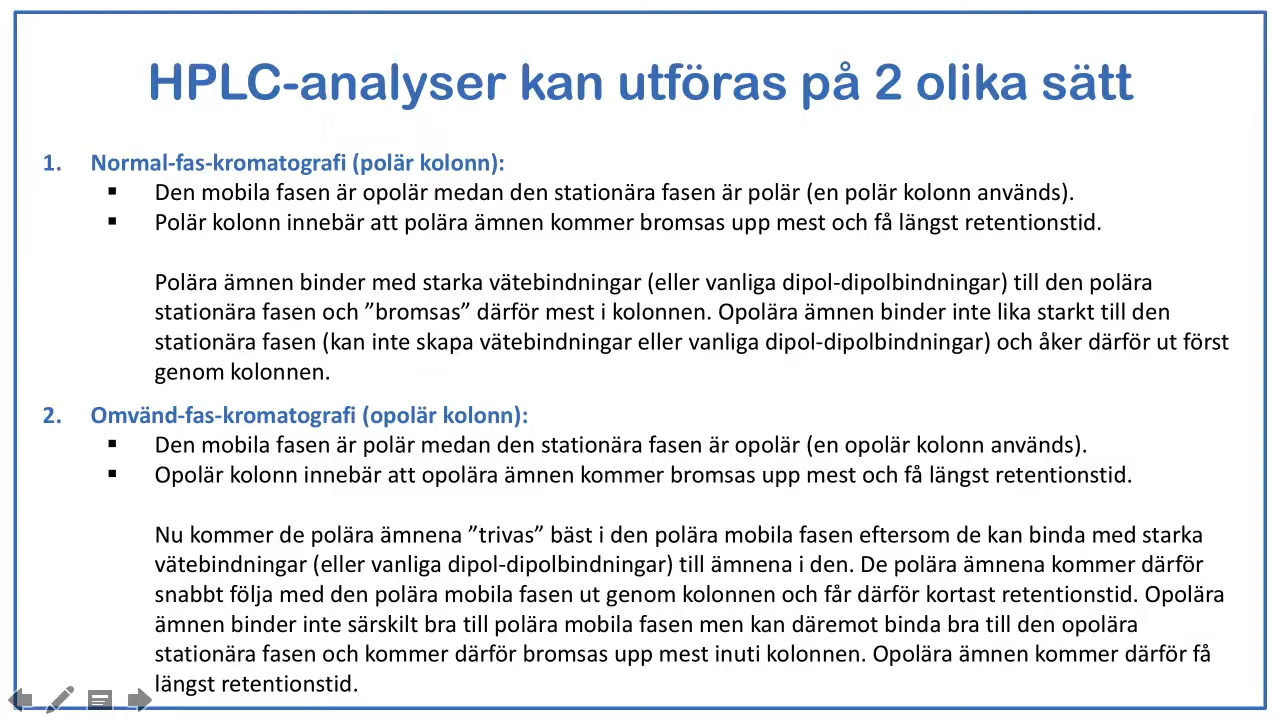 HPLC-analyser kan utföras på 2 olika sätt
1. Normal-fas-kromatografi (polär kolonn):
▪ Den mobila fasen är opolär medan den stationära fasen är polär (en polär kolonn används).
▪ Polär kolonn innebär att polära ämnen kommer bromsas upp mest och få längst retentionstid.
Polära ämnen binder med starka vätebindningar (eller vanliga dipol-dipolbindningar) till den polära
stationära fasen och ”bromsas” därför mest i kolonnen. Opolära ämnen binder inte lika starkt till den
stationära fasen (kan inte skapa vätebindningar eller vanliga dipol-dipolbindningar) och åker därför ut först
genom kolonnen.
2. Omvänd-fas-kromatografi (opolär kolonn):
▪ Den mobila fasen är polär medan den stationära fasen är opolär (en opolär kolonn används).
▪ Opolär kolonn innebär att opolära ämnen kommer bromsas upp mest och få längst retentionstid.
Nu kommer de polära ämnena ”trivas” bäst i den polära mobila fasen eftersom de kan binda med starka
vätebindningar (eller vanliga dipol-dipolbindningar) till ämnena i den. De polära ämnena kommer därför
snabbt följa med den polära mobila fasen ut genom kolonnen och får därför kortast retentionstid. Opolära
ämnen binder inte särskilt bra till polära mobila fasen men kan däremot binda bra till den opolära
stationära fasen och kommer därför bromsas upp mest inuti kolonnen. Opolära ämnen kommer därför få
längst retentionstid.